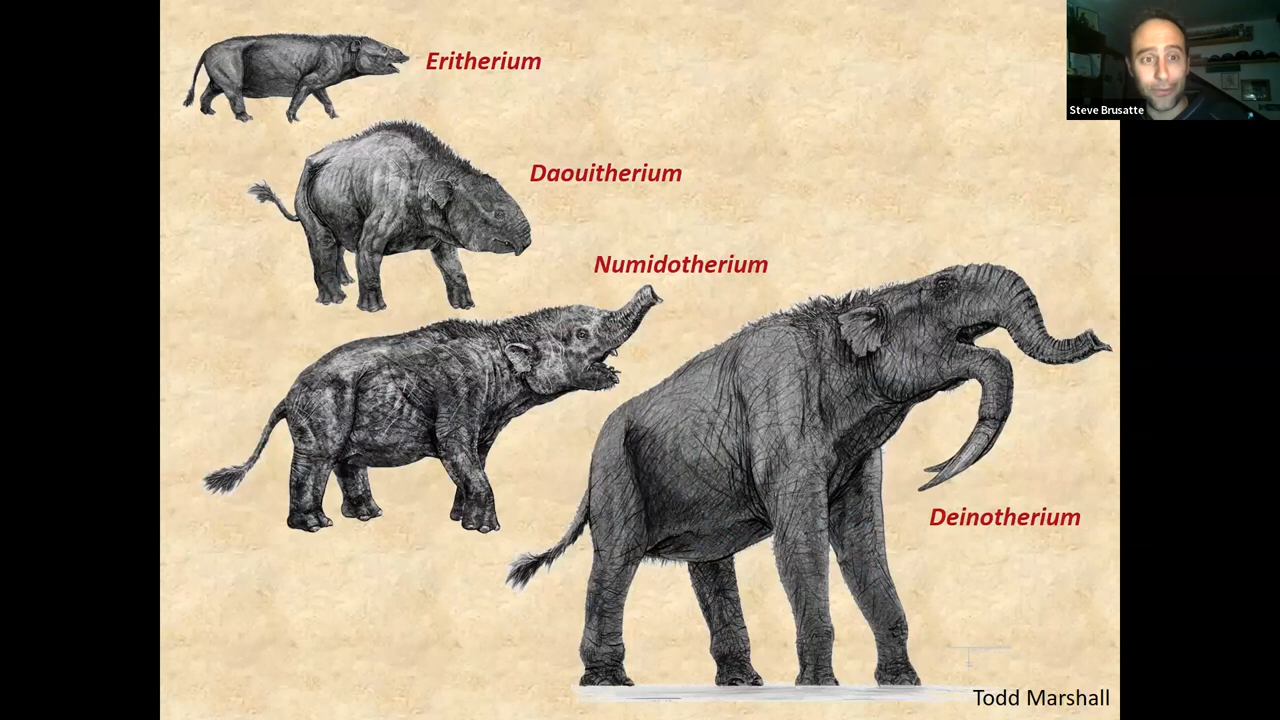 Eritherium
Steve Brusatte
Daouitherium
Numidotherium
Deinotherium
Todd Marshall